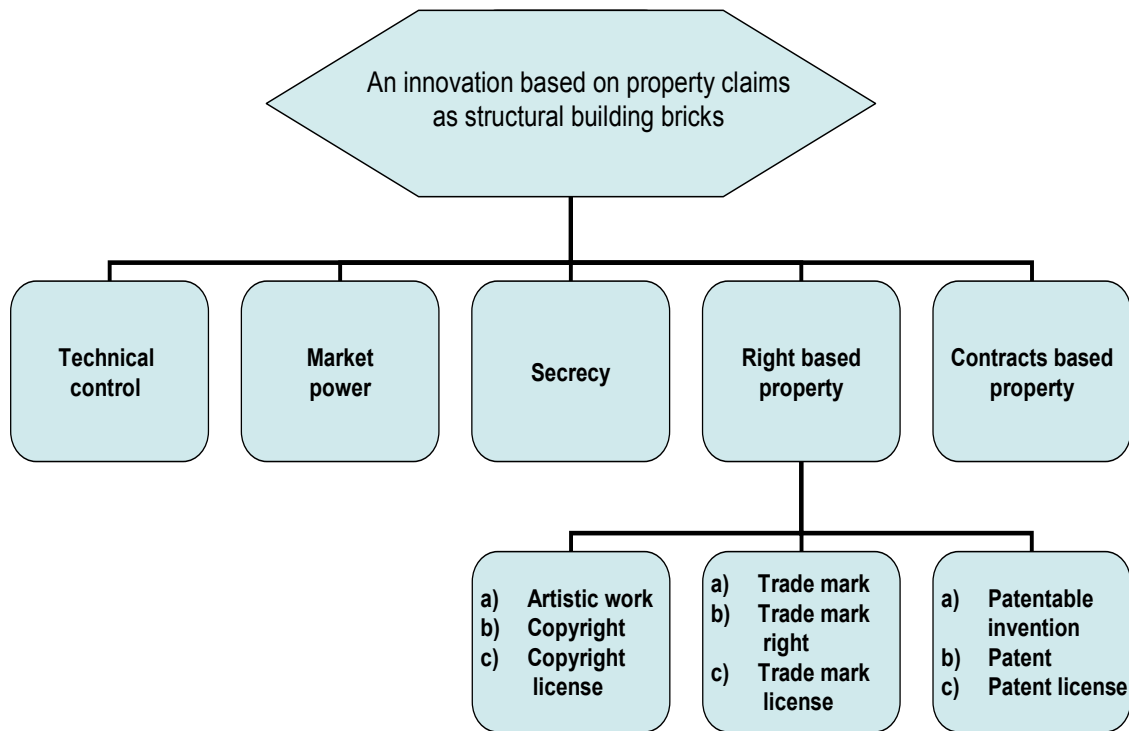 An innovation based on property claims
as structural building bricks
Technical
control
Market
power
Secrecy
Right based
property
Contracts based
property
a) Artistic work
b) Copyright
c) Copyright
license
a) Trade mark
b) Trade mark
right
c) Trade mark
license
a) Patentable
invention
b) Patent
c) Patent license